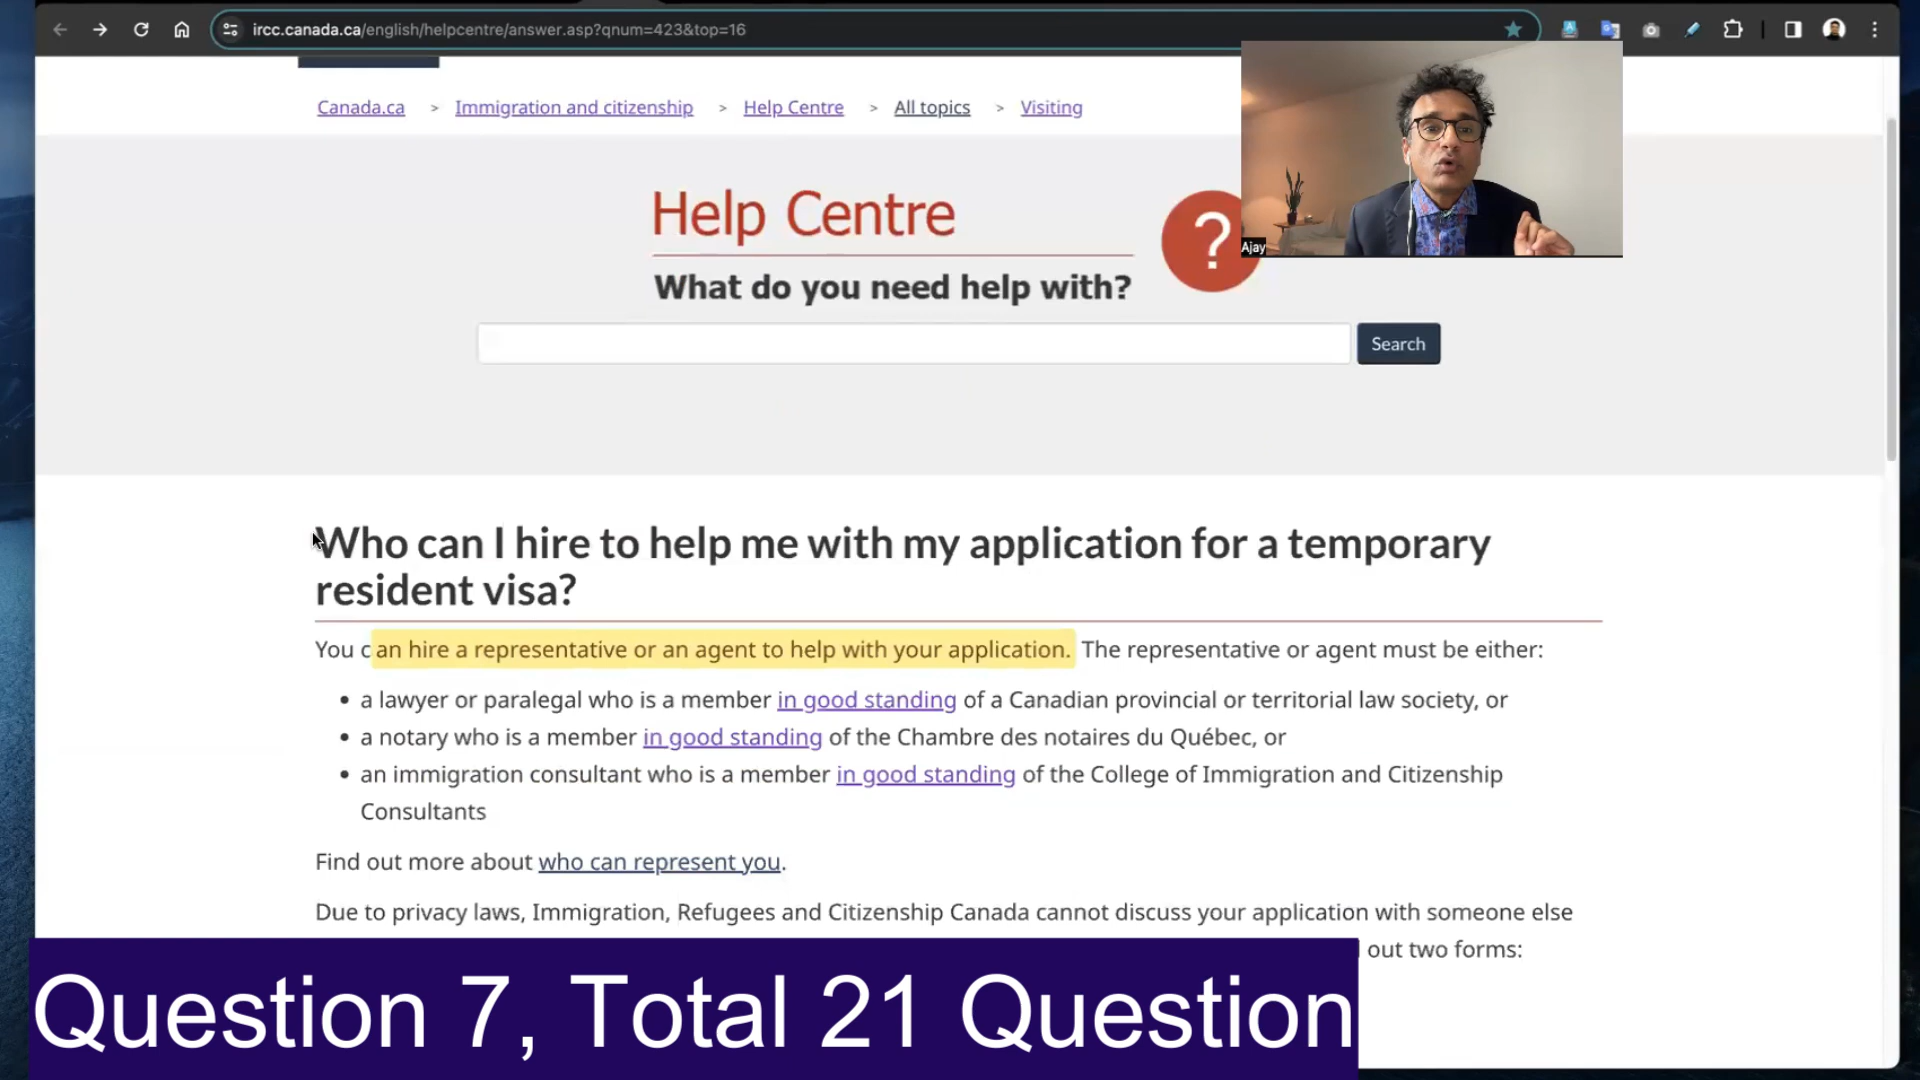 ircc.canada.ca/english/helpcentre/answer.asp?qnum=423&top=16
Canada.ca > Immigration and citizenship > Help Centre > All topics > Visiting
Help Centre
?
What do you need help with?
Ajay
Search
Who can I hire to help me with my application for a temporary
resident visa?
You can hire a representative or an agent to help with your application. The representative or agent must be either:
• a lawyer or paralegal who is a member in good standing of a Canadian provincial or territorial law society, or
• a notary who is a member in good standing of the Chambre des notaires du Québec, or
• an immigration consultant who is a member in good standing of the College of Immigration and Citizenship
Consultants
Find out more about who can represent you.
Due to privacy laws, Immigration, Refugees and Citizenship Canada cannot discuss your application with someone else
out two forms:
Question 7, Total 21 Question